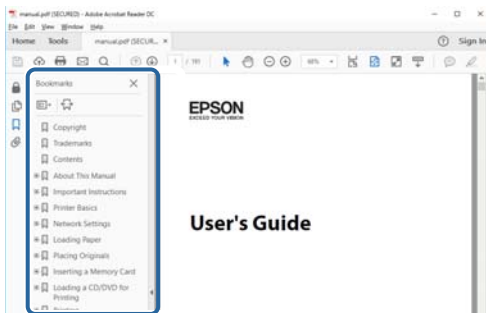 manual.pdf (SECURED) - Adobe Acrobat Reader DC
File Edit View Window Help
Home Tools manual.pdf (SECUR... ×
Sign In
1 / 191
Bookmarks
Copyright
Trademarks
Contents
About This Manual
Important Instructions
Printer Basics
Network Settings
Loading Paper
Placing Originals
Inserting a Memory Card
Loading a CD/DVD for
Printing
EPSON
EXCEED YOUR VISION
User's Guide